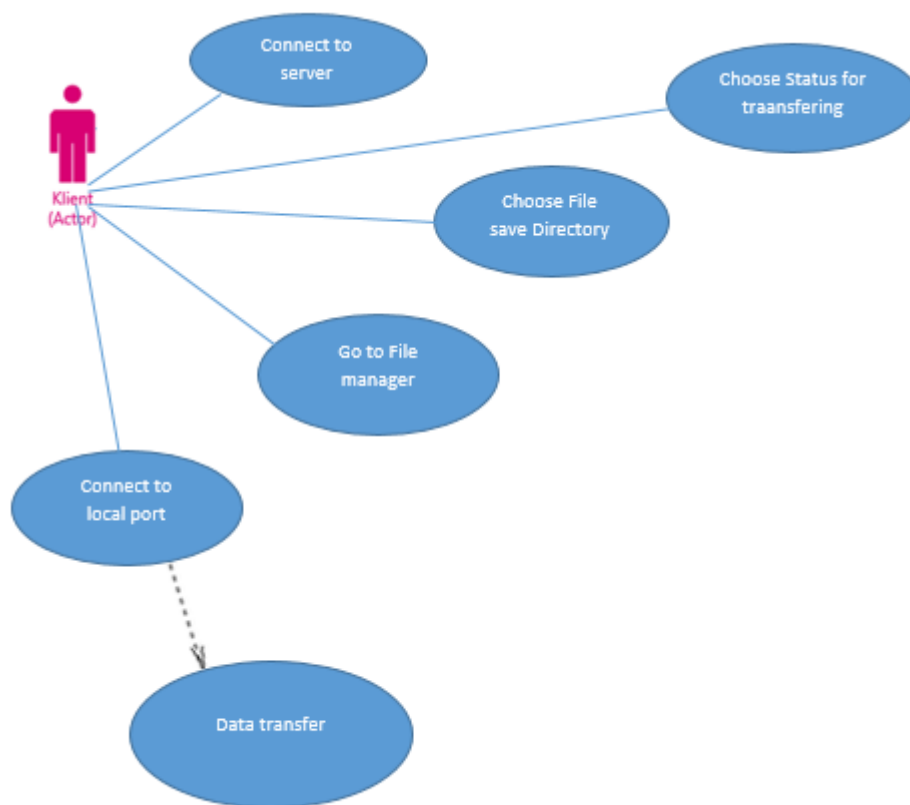 Connect to
server
Choose Status for
traansfering
Klient
(Actor)
Choose File
save Directory
Go to File
manager
Connect to
local port
Data transfer